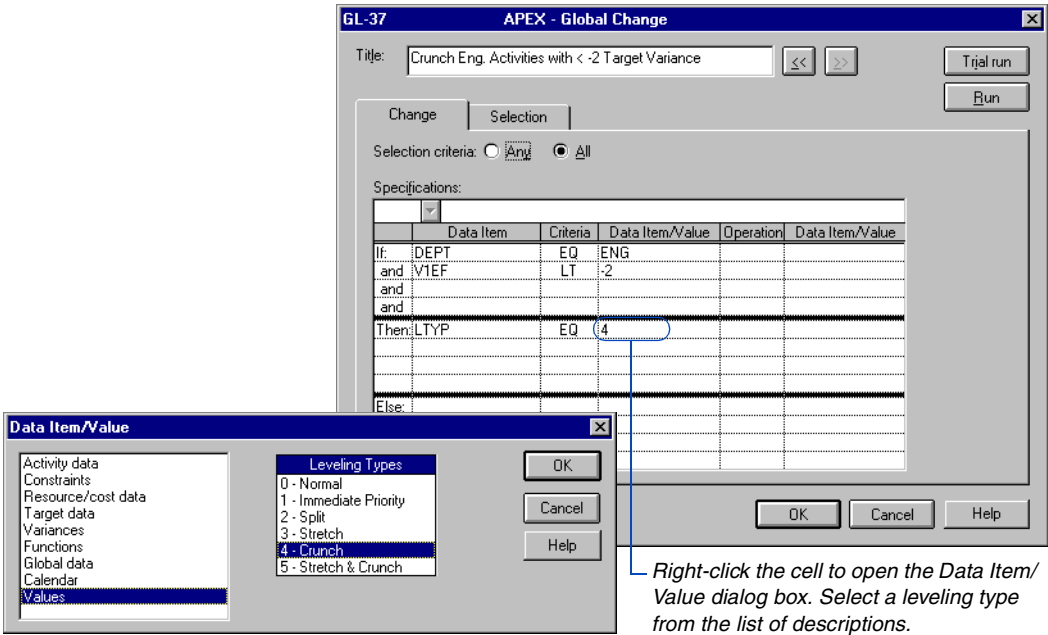 GL-37 APEX - Global Change
Title: Crunch Eng. Activities with < -2 Target Variance << >> Trial run
Run
Change Selection
Selection criteria: Any All
Specifications:
Data Item Criteria Data Item/Value Operation Data Item/Value
If: DEPT EQ ENG
and V1EF LT -2
and
and
Then: LTYP EQ 4
Else:
OK Cancel Help
Data Item/Value
Activity data
Constraints
Resource/cost data
Target data
Variances
Functions
Global data
Calendar
Values
Leveling Types
0 - Normal
1 - Immediate Priority
2 - Split
3 - Stretch
4 - Crunch
5 - Stretch & Crunch
OK
Cancel
Help
Right-click the cell to open the Data Item/
Value dialog box. Select a leveling type
from the list of descriptions.